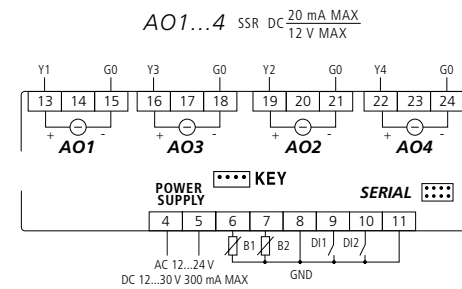 AO1...4 SSR DC 20 mA MAX
12 V MAX
Y1 G0 Y3 G0 Y2 G0 Y4 G0
13 14 15 16 17 18 19 20 21 22 23 24
+ - + - + - + -
AO1 AO3 AO2 AO4
KEY
POWER
SUPPLY
SERIAL
4 5 6 7 8 9 10 11
B1 B2 DI1 DI2
AC 12...24 V
DC 12...30 V 300 mA MAX
GND